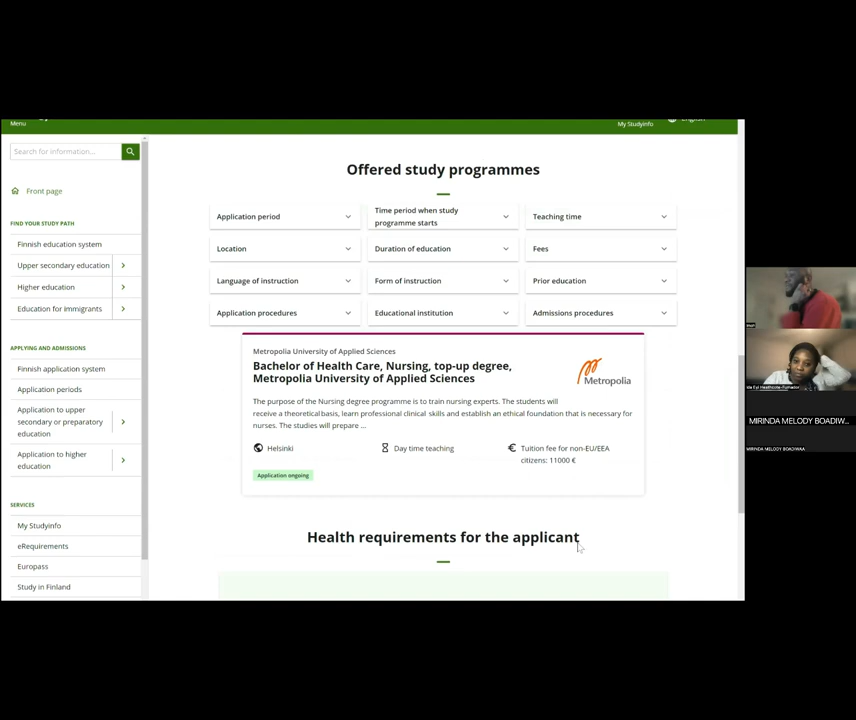 Menu
My Studyinfo
English
Search for information...
Front page
FIND YOUR STUDY PATH
Finnish education system
Upper secondary education
Higher education
Education for immigrants
APPLYING AND ADMISSIONS
Finnish application system
Application periods
Application to upper
secondary or preparatory
education
Application to higher
education
SERVICES
My Studyinfo
eRequirements
Europass
Study in Finland
Offered study programmes
Application period
Time period when study
programme starts
Teaching time
Location
Duration of education
Fees
Language of instruction
Form of instruction
Prior education
Application procedures
Educational institution
Admissions procedures
Metropolia University of Applied Sciences
Bachelor of Health Care, Nursing, top-up degree,
Metropolia University of Applied Sciences
Metropolia
The purpose of the Nursing degree programme is to train nursing experts. The students will
receive a theoretical basis, learn professional clinical skills and establish an ethical foundation that is necessary for
nurses. The studies will prepare ...
Helsinki
Day time teaching
Tuition fee for non-EU/EEA
citizens: 11000 €
Application ongoing
Health requirements for the applicant
MIRINDA MELODY BOADIW...
MIRINDA MELODY BOADIWAA